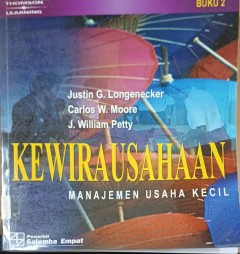 THOMSON
LEARNING
BUKU 2
Justin G. Longenecker
Carlos W. Moore
J. William Petty
KEWIRAUSAHAAN
MANAJEMEN USAHA KECIL
Penerbit
Salemba Empat